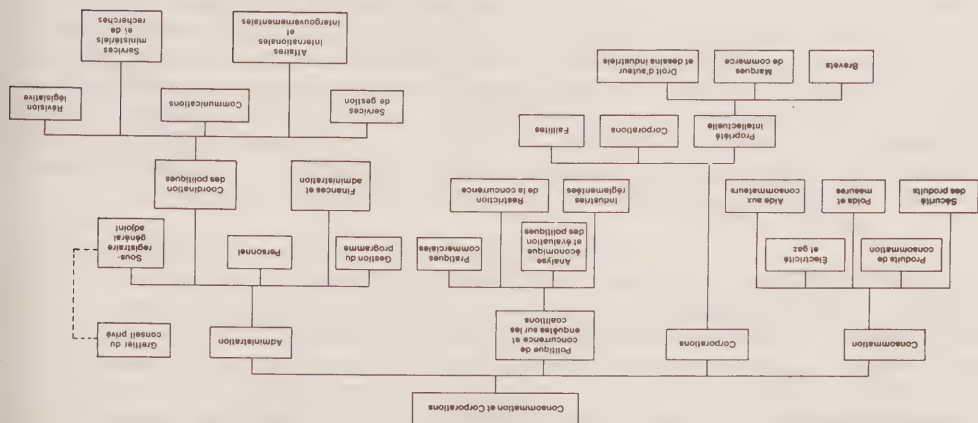 Consommation et Corporations
Consommation
Corporations
Politique de
concurrence et
enquêtes sur les
coalitions
Administration
Greffier du
conseil privé
Produits de
consommation
Électricité
et gaz
Sécurité
des produits
Poids et
mesures
Aide aux
consommateurs
Analyse
économique
et évaluation
des politiques
Pratiques
commerciales
Industries
réglementées
Restriction
de la concurrence
Gestion du
programme
Personnel
Sous-
registraire
général
adjoint
Finances et
administration
Coordination
des politiques
Propriété
Intellectuelle
Corporations
Faillites
Brevets
Marques
de commerce
Droit d'auteur
et dessins industriels
Services
de gestion
Communications
Révision
législative
Affaires
Internationales
et
intergouvernementales
Services
ministériels
et de
recherches